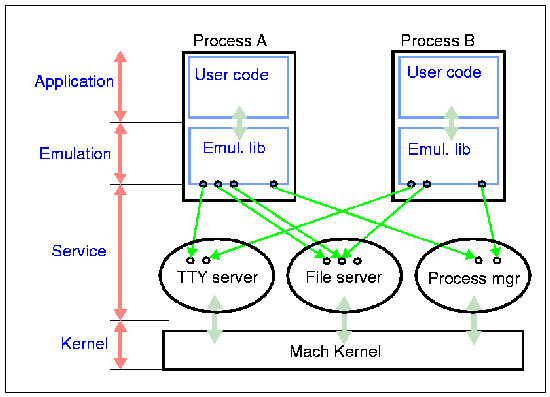 Process A
Process B
Application
User code
User code
Emulation
Emul. lib
Emul. lib
Service
TTY server
File server
Process mgr
Kernel
Mach Kernel